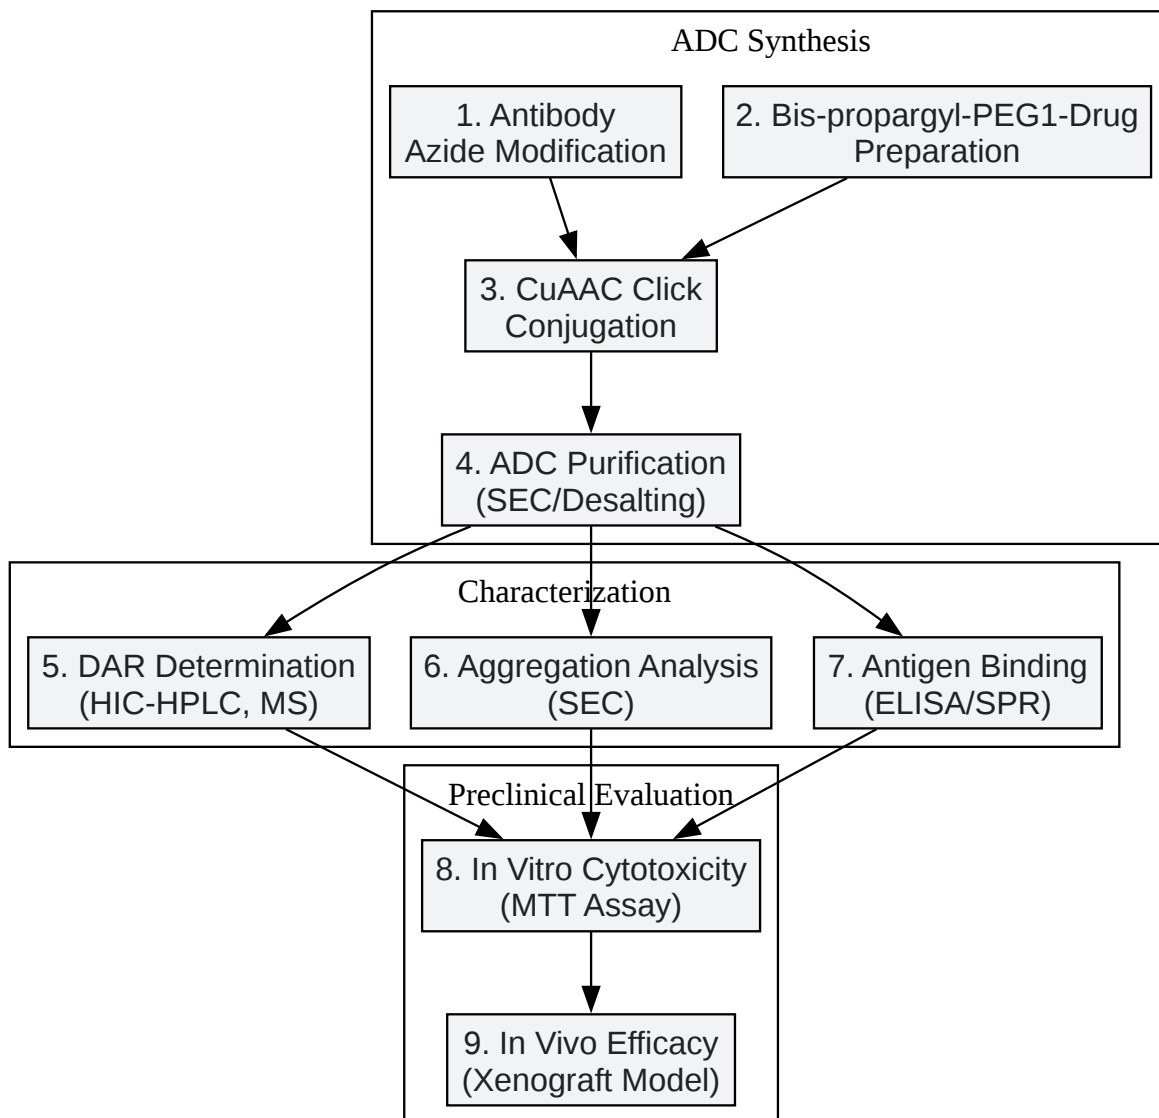 ADC Synthesis
1. Antibody
Azide Modification
2. Bis-propargyl-PEG1-Drug
Preparation
3. CuAAC Click
Conjugation
4. ADC Purification
(SEC/Desalting)
Characterization
5. DAR Determination
(HIC-HPLC, MS)
6. Aggregation Analysis
(SEC)
7. Antigen Binding
(ELISA/SPR)
Preclinical Evaluation
8. In Vitro Cytotoxicity
(MTT Assay)
9. In Vivo Efficacy
(Xenograft Model)